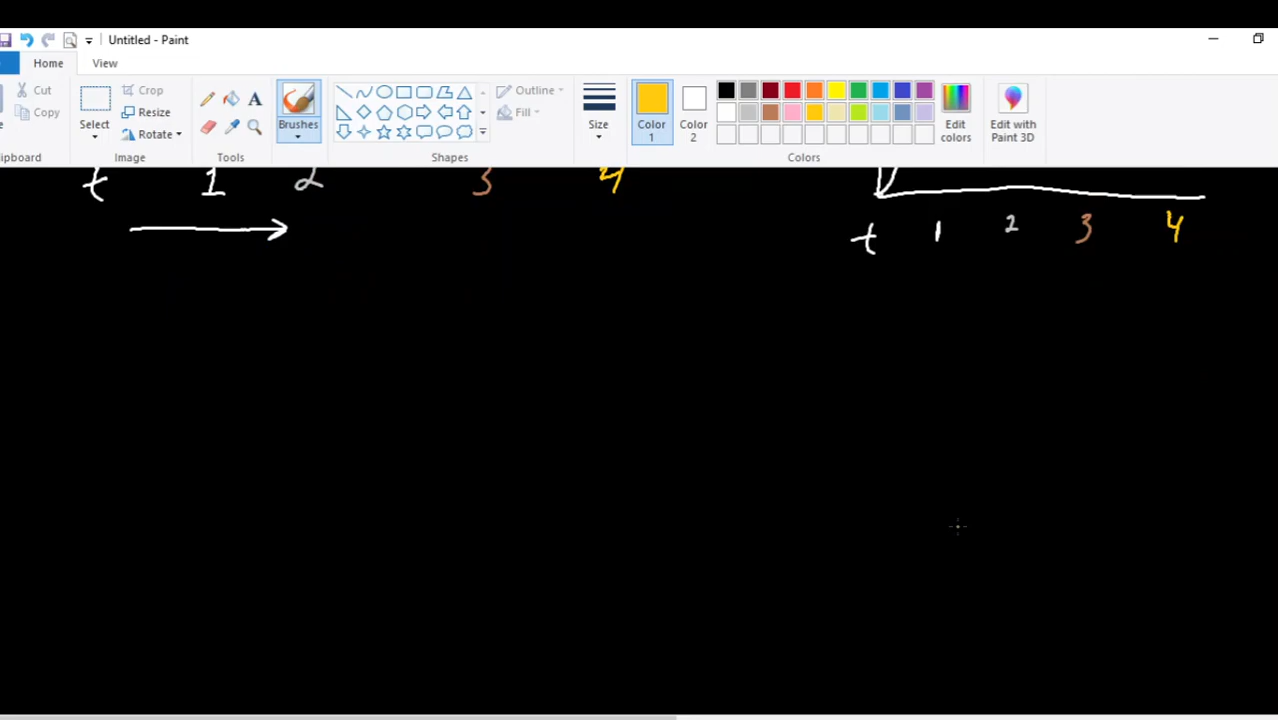 Untitled - Paint
Home View
Cut
Copy
Select
Crop
Resize
Rotate
Brushes
Outline
Fill
Size
Color 1
Color 2
Edit colors
Edit with Paint 3D
Image Tools Shapes Colors
t 1 2 3 4
t 1 2 3 4